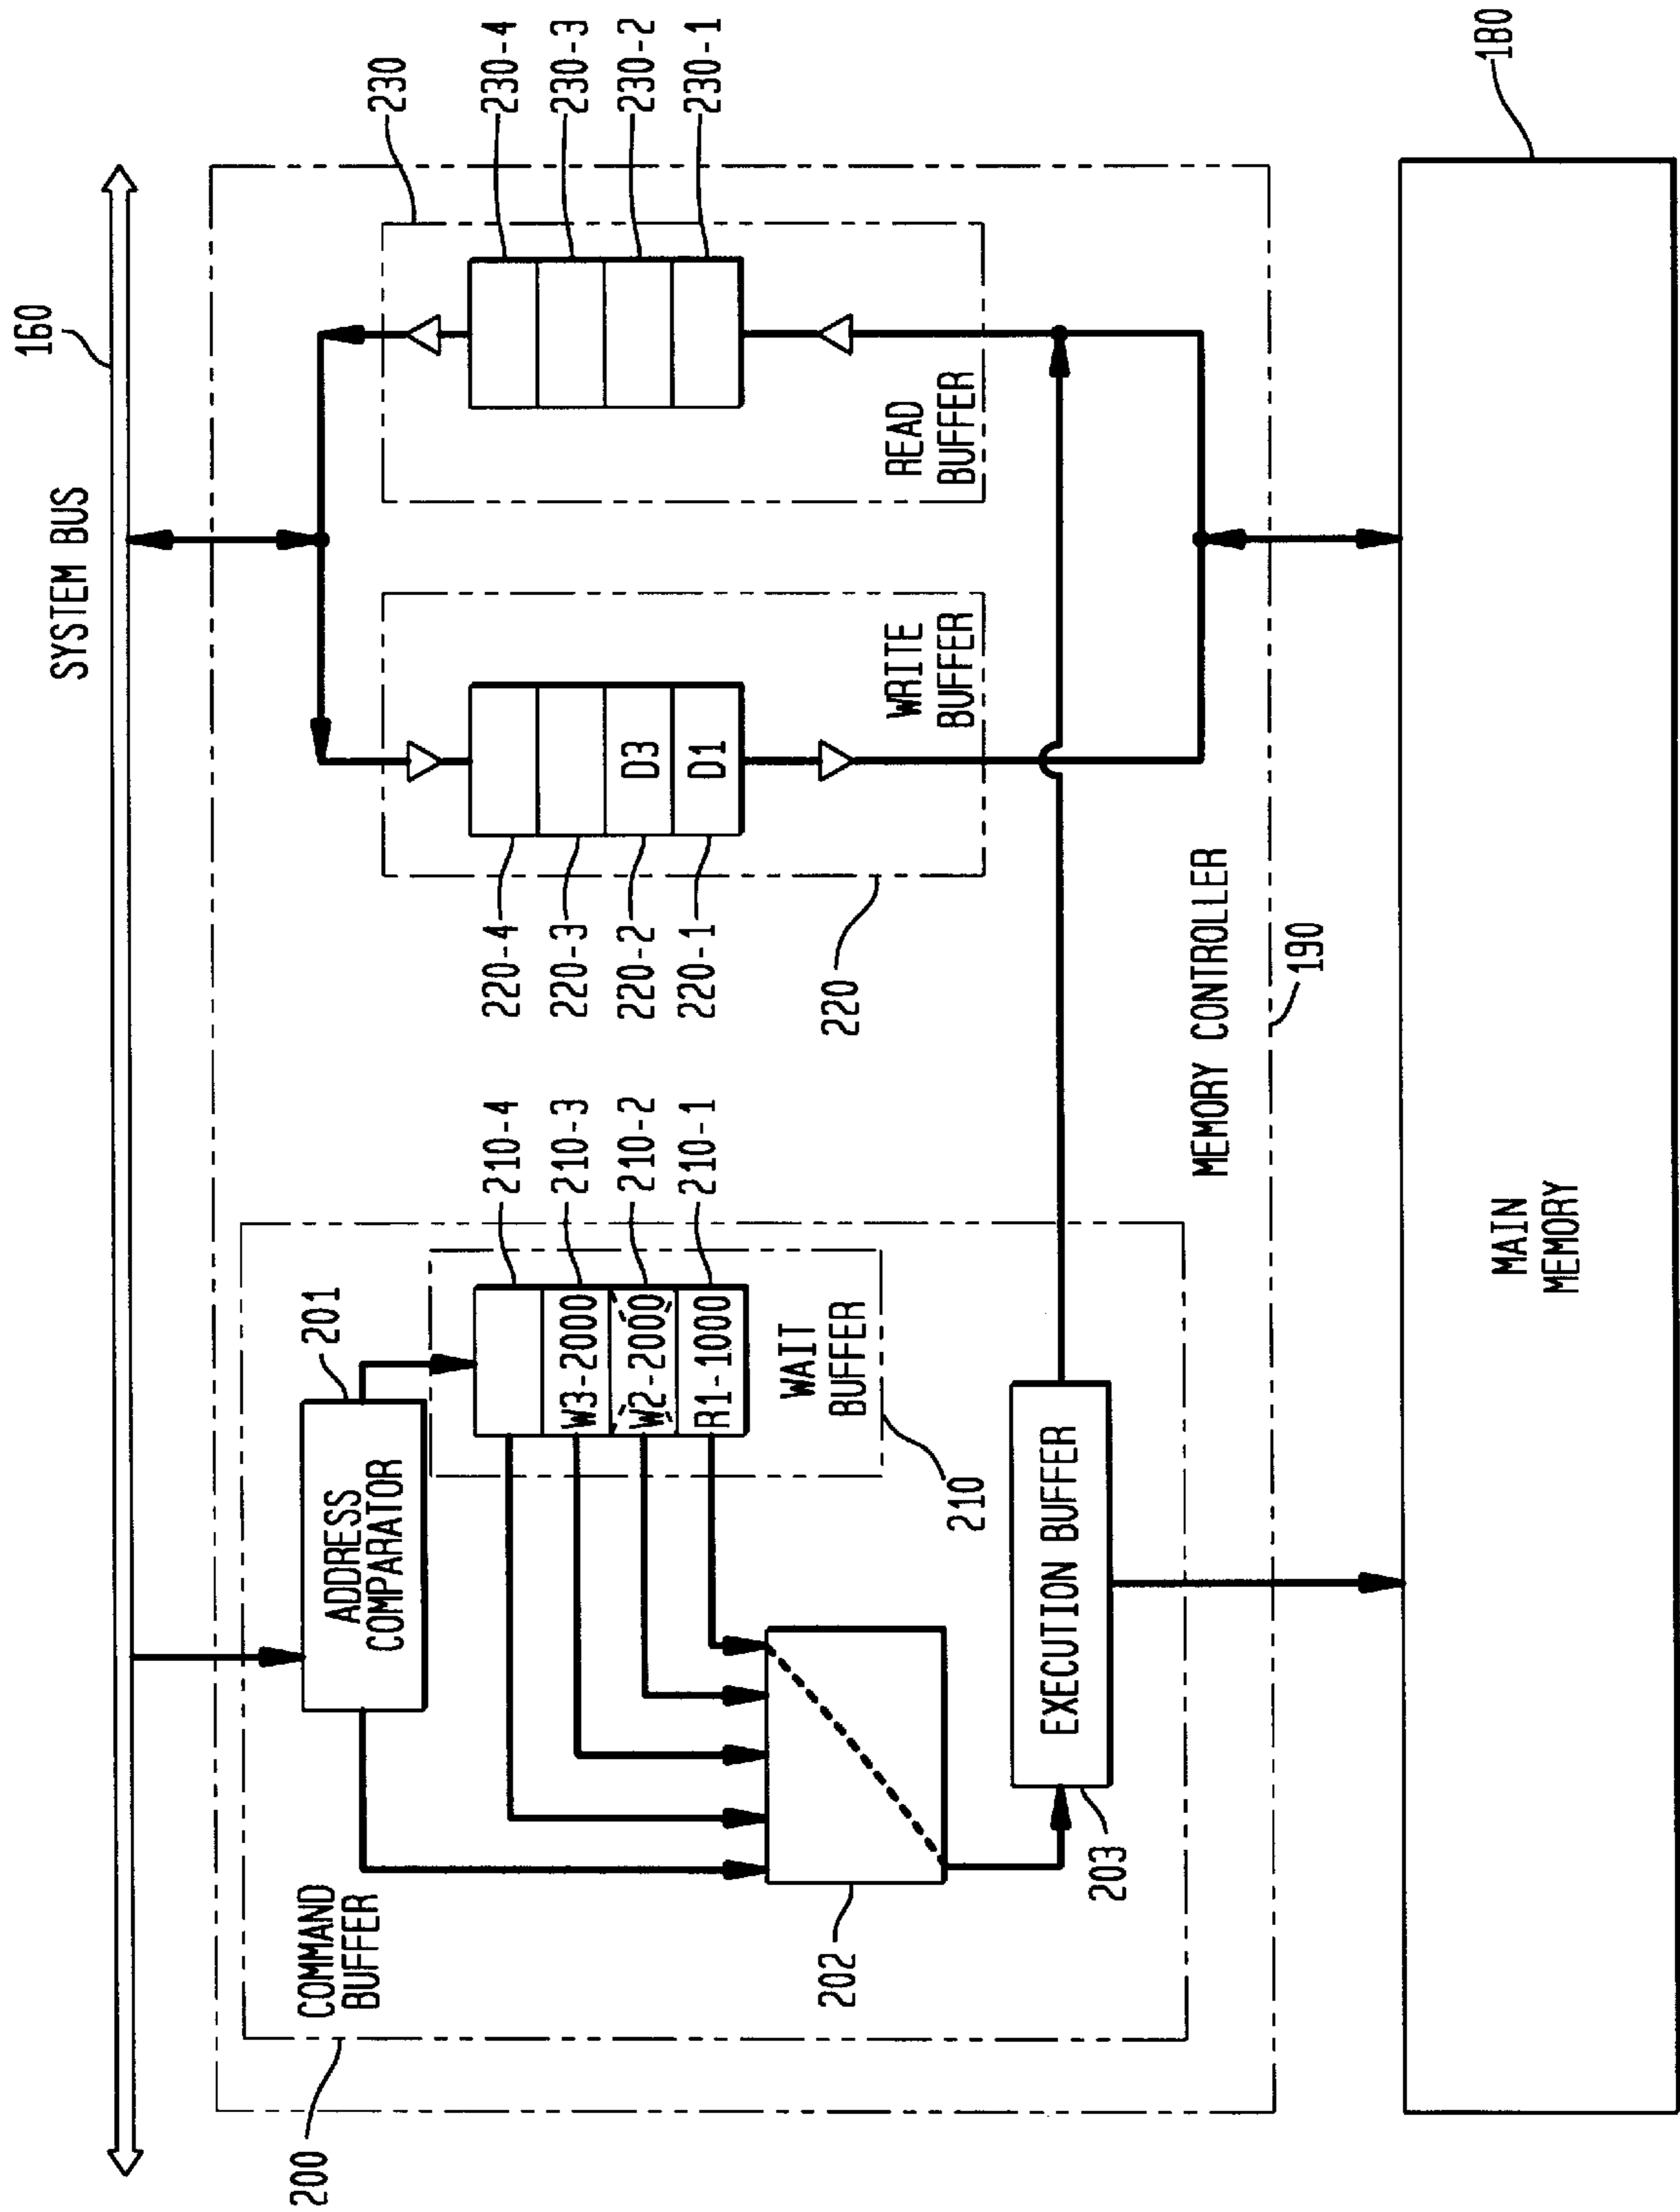 160
SYSTEM BUS
200
COMMAND
BUFFER
ADDRESS
COMPARATOR
201
210-4
210-3
210-2
210-1
W3-2000
W2-2000
R1-1000
WAIT
BUFFER
210
202
EXECUTION BUFFER
203
220-4
220-3
220-2
220-1
D3
D1
WRITE
BUFFER
220
230
230-4
230-3
230-2
230-1
READ
BUFFER
MEMORY CONTROLLER
190
MAIN
MEMORY
180